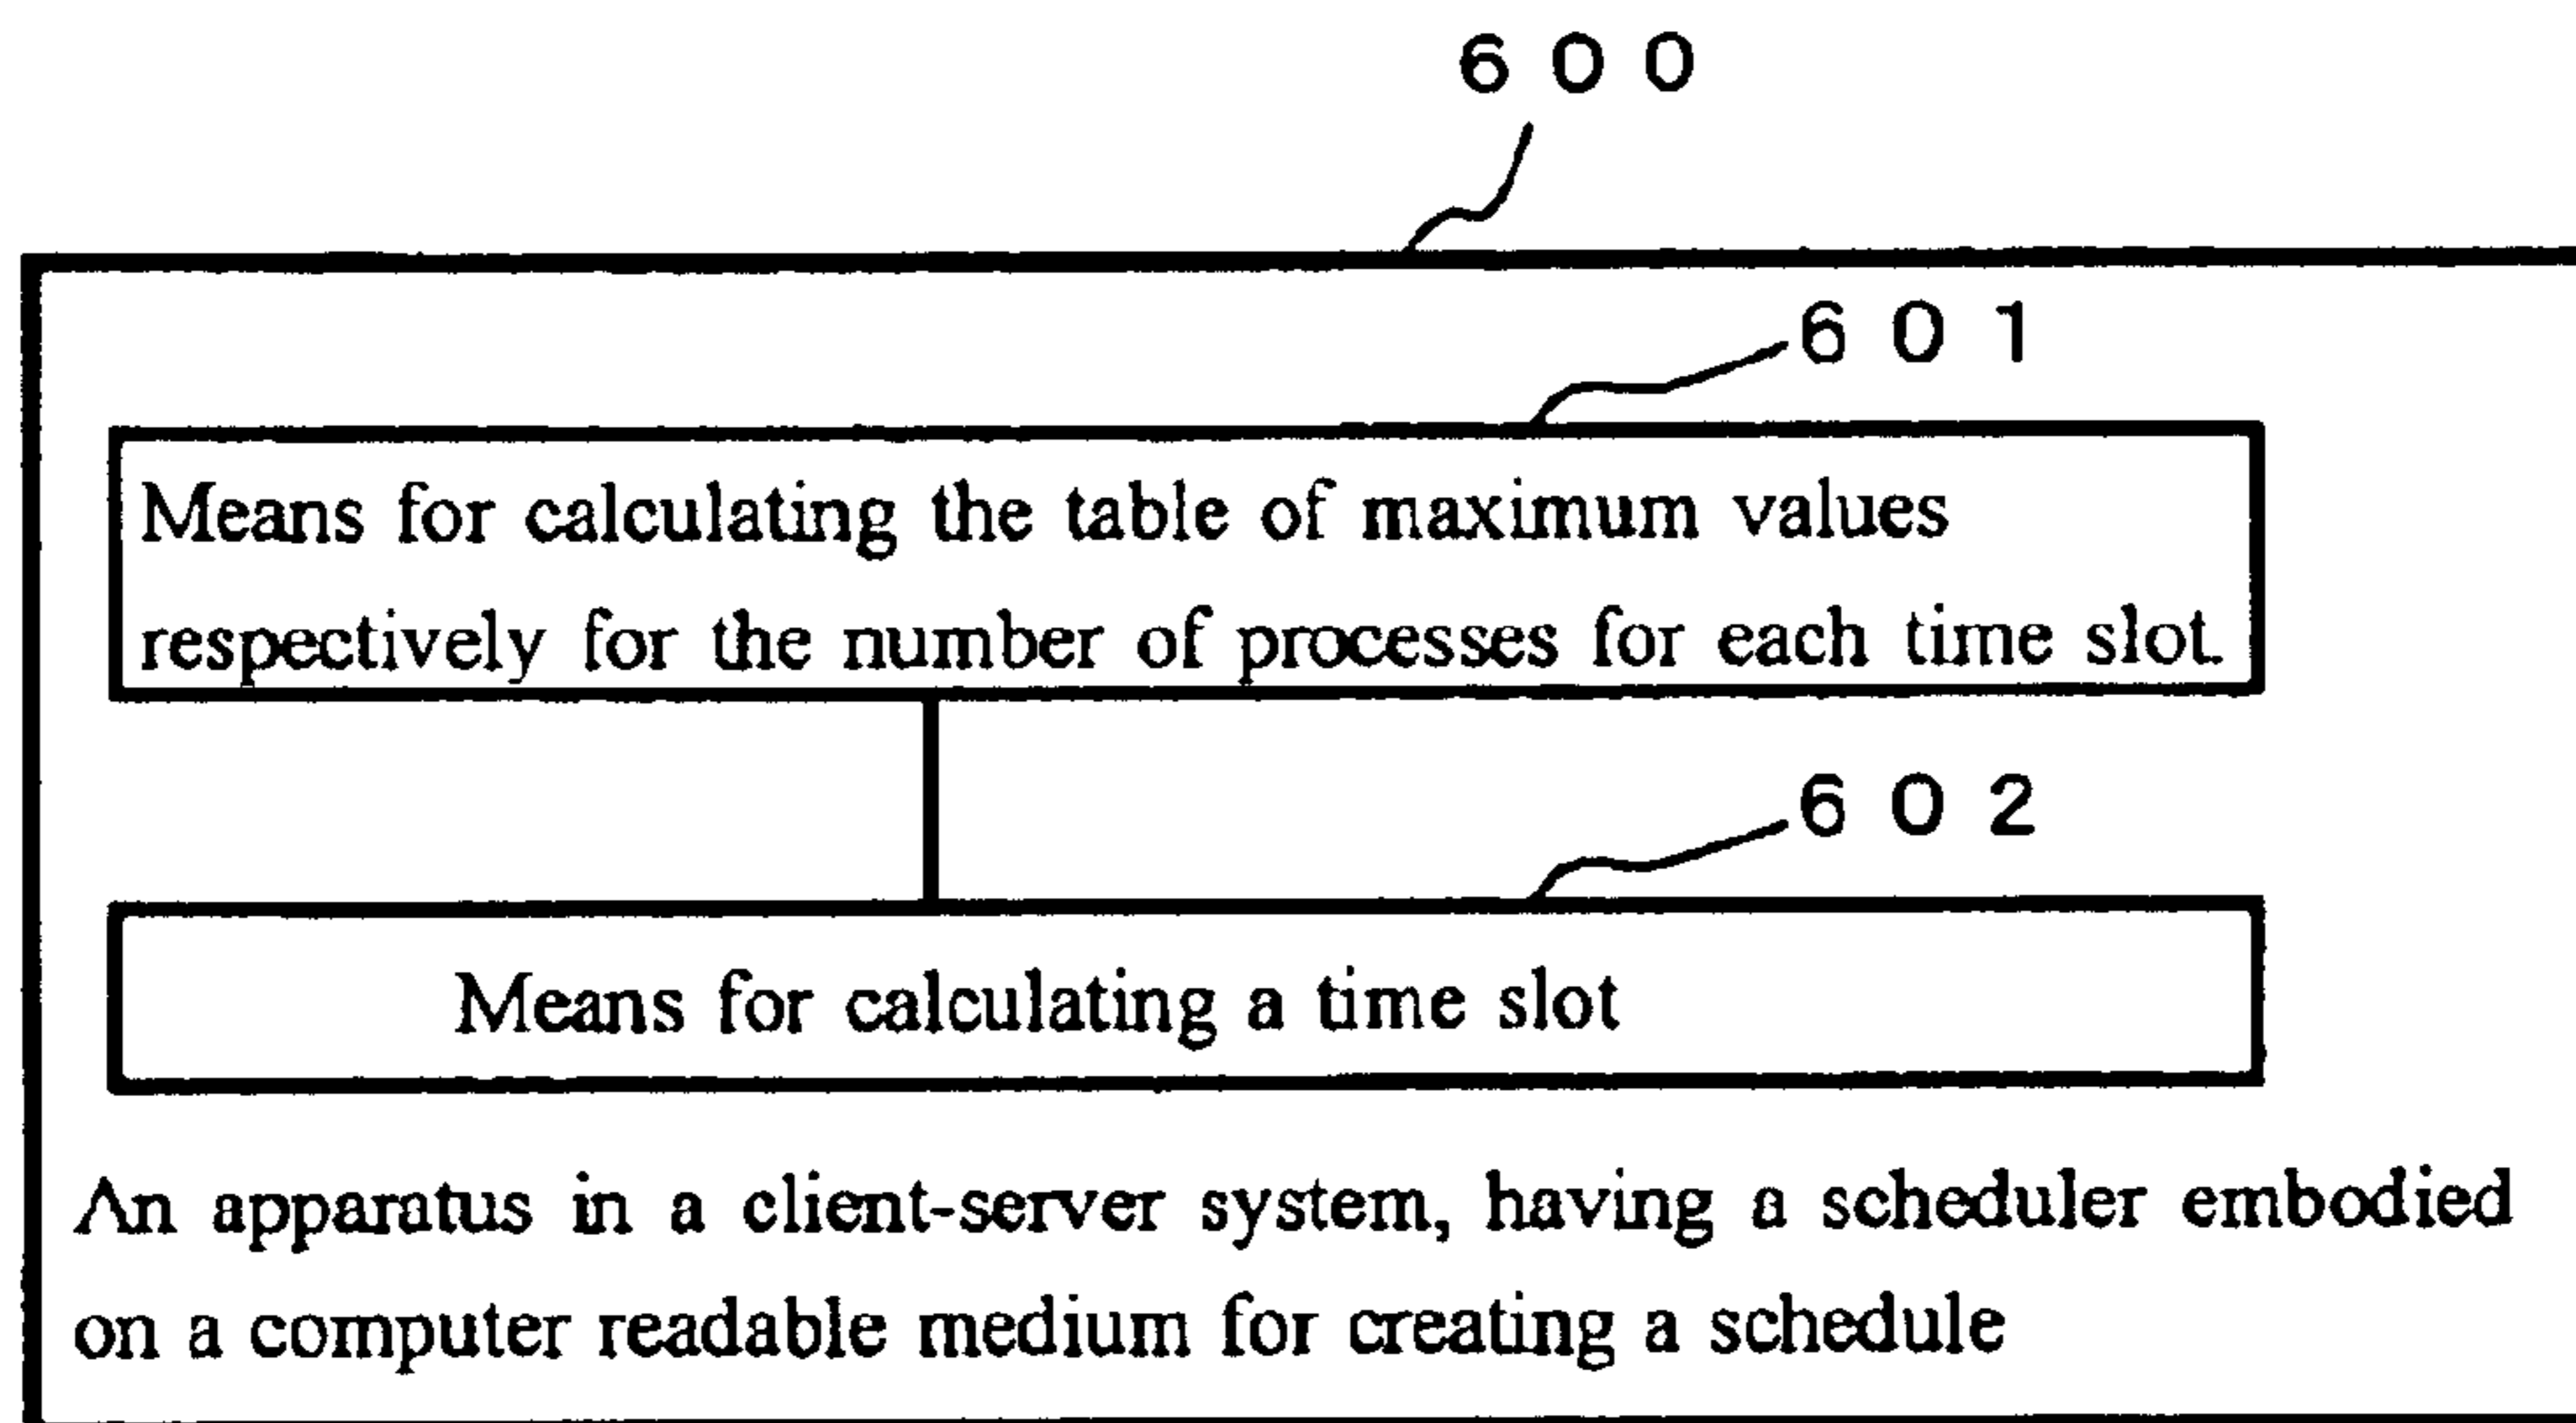 600
601
Means for calculating the table of maximum values
respectively for the number of processes for each time slot.
602
Means for calculating a time slot
An apparatus in a client-server system, having a scheduler embodied
on a computer readable medium for creating a schedule